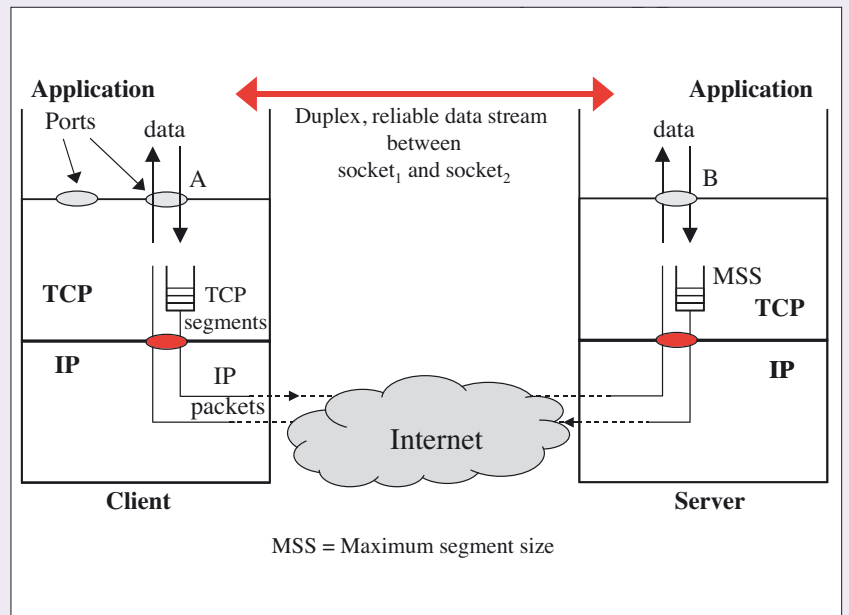 Application
Application
Ports
data
Duplex, reliable data stream
between
socket₁ and socket₂
data
A
B
TCP
TCP
segments
MSS
TCP
IP
IP
packets
IP
Internet
Client
Server
MSS = Maximum segment size